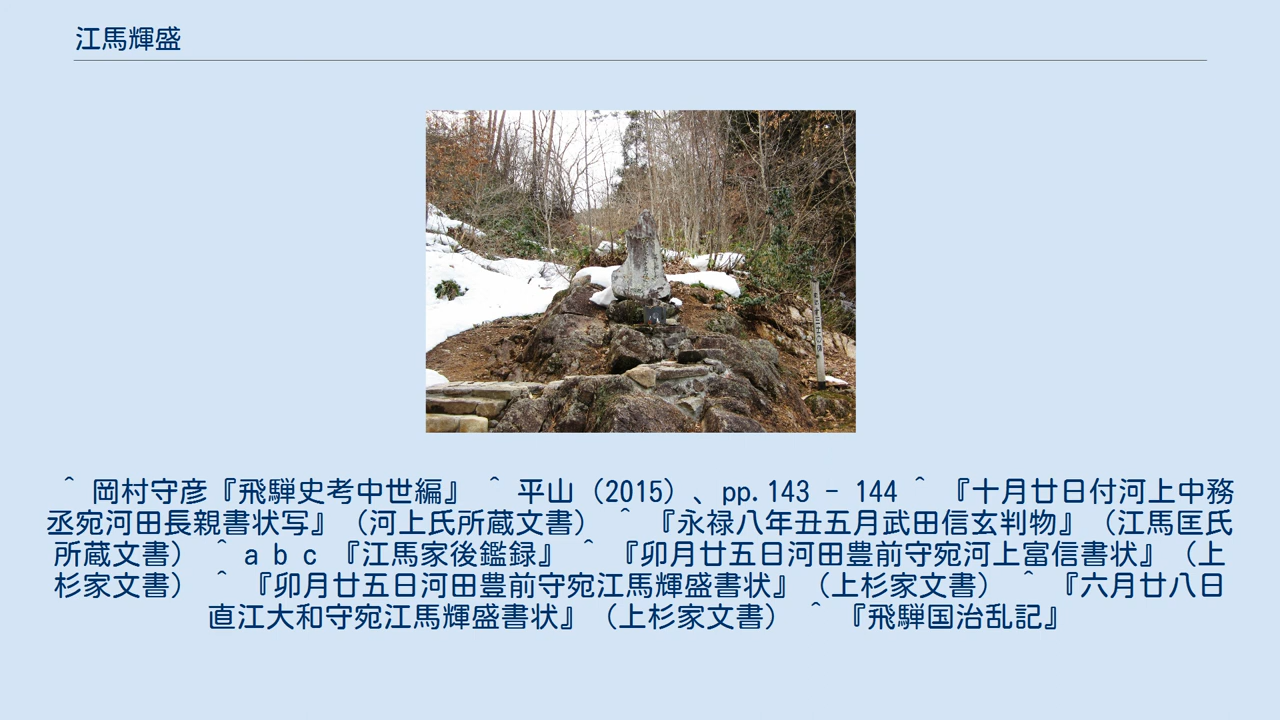 江馬輝盛
^ 岡村守彦『飛騨史考中世編』 ^ 平山（2015）、pp.143 - 144 ^ 『十月廿日付河上中務
丞宛河田長親書状写』（河上氏所蔵文書） ^ 『永禄八年丑五月武田信玄判物』（江馬匡氏
所蔵文書） ^ a b c 『江馬家後鑑録』 ^ 『卯月廿五日河田豊前守宛河上富信書状』（上
杉家文書） ^ 『卯月廿五日河田豊前守宛江馬輝盛書状』（上杉家文書） ^ 『六月廿八日
直江大和守宛江馬輝盛書状』（上杉家文書） ^ 『飛騨国治乱記』